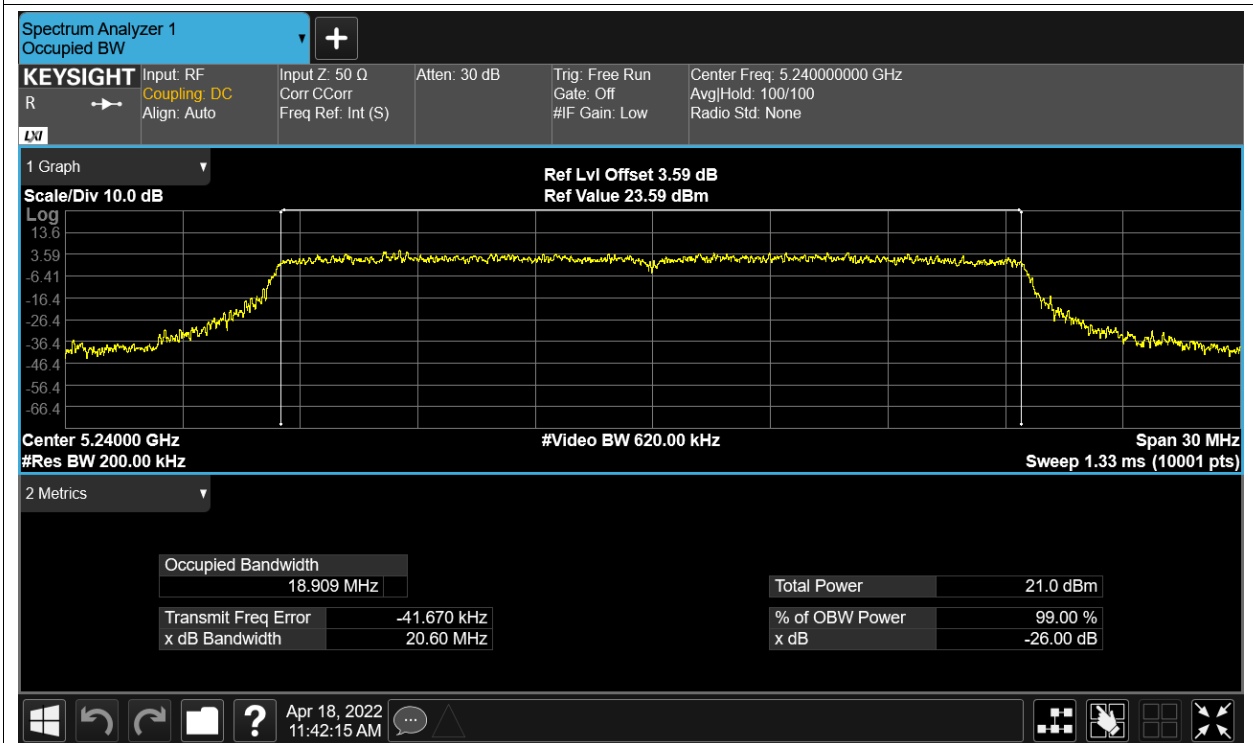 Spectrum Analyzer 1
Occupied BW
KEYSIGHT
R
LXI
Input: RF
Coupling: DC
Align: Auto
Input Z: 50 Ω
Corr CCorr
Freq Ref: Int (S)
Atten: 30 dB
Trig: Free Run
Gate: Off
#IF Gain: Low
Center Freq: 5.240000000 GHz
Avg|Hold: 100/100
Radio Std: None
1 Graph
Scale/Div 10.0 dB
Ref Lvl Offset 3.59 dB
Ref Value 23.59 dBm
Log
13.6
3.59
-6.41
-16.4
-26.4
-36.4
-46.4
-56.4
-66.4
Center 5.24000 GHz
#Video BW 620.00 kHz
Span 30 MHz
#Res BW 200.00 kHz
Sweep 1.33 ms (10001 pts)
2 Metrics
Occupied Bandwidth
18.909 MHz
Total Power 21.0 dBm
Transmit Freq Error -41.670 kHz
% of OBW Power 99.00 %
x dB Bandwidth 20.60 MHz
x dB -26.00 dB
?
Apr 18, 2022
11:42:15 AM